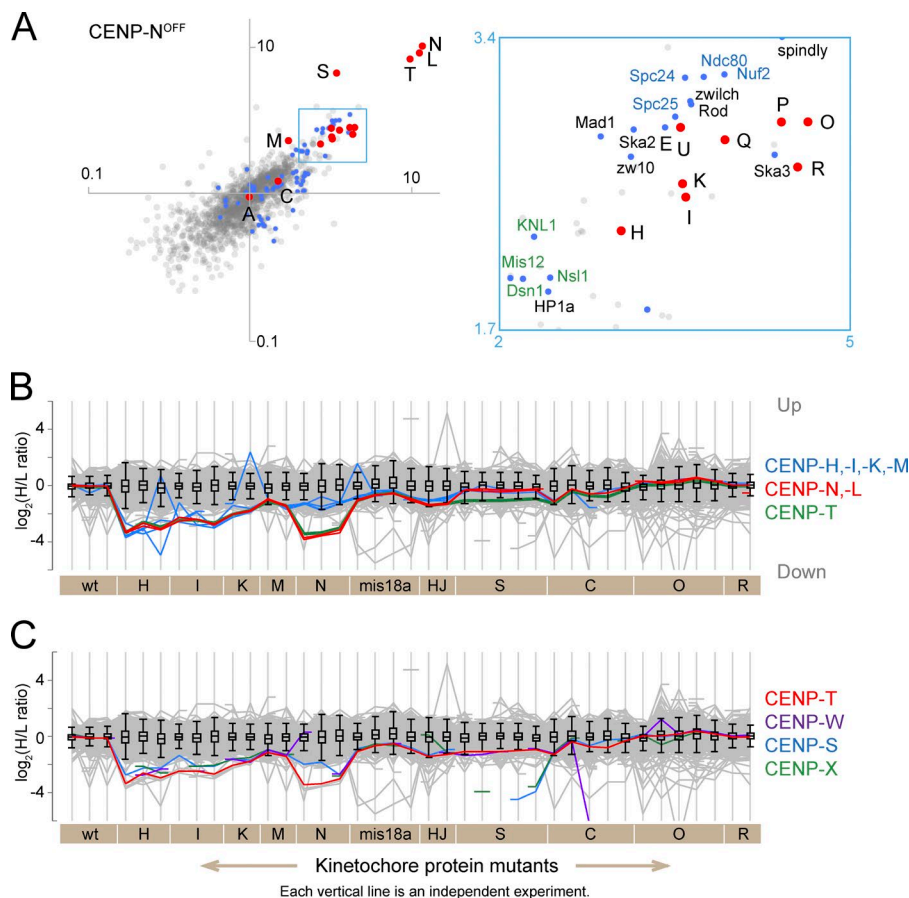 A
CENP-N^OFF
10
N
L
T
S
M
C
A
0.1
10
0.1
3.4
spindly
Ndc80
Spc24
Nuf2
zwilch
Spc25
Rod
P
O
Mad1
Ska2
E
U
Q
zw10
Ska3
R
K
I
KNL1
H
Mis12
Nsl1
Dsn1
HP1a
1.7
2
5
B
log2(H/L ratio)
4
0
-4
Up
CENP-H,-I,-K,-M
CENP-N,-L
CENP-T
Down
wt H I K M N mis18a HJ S C O R
C
log2(H/L ratio)
4
0
-4
CENP-T
CENP-W
CENP-S
CENP-X
wt H I K M N mis18a HJ S C O R
Kinetochore protein mutants
Each vertical line is an independent experiment.